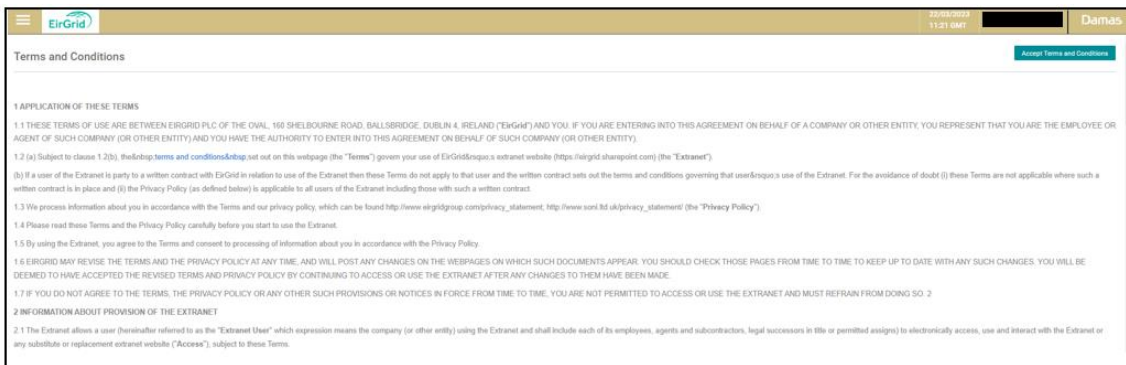 EirGrid
22/03/2023
11:21 GMT
Damas
Terms and Conditions
Accept Terms and Conditions
1 APPLICATION OF THESE TERMS
1.1 THESE TERMS OF USE ARE BETWEEN EIRGRID PLC OF THE OVAL, 160 SHELBOURNE ROAD, BALLSBRIDGE, DUBLIN 4, IRELAND ("EirGrid") AND YOU. IF YOU ARE ENTERING INTO THIS AGREEMENT ON BEHALF OF A COMPANY OR OTHER ENTITY, YOU REPRESENT THAT YOU ARE THE EMPLOYEE OR
AGENT OF SUCH COMPANY (OR OTHER ENTITY) AND YOU HAVE THE AUTHORITY TO ENTER INTO THIS AGREEMENT ON BEHALF OF SUCH COMPANY (OR OTHER ENTITY).
1.2 (a) Subject to clause 1.2(b), the&nbsp;terms and conditions&nbsp;set out on this webpage (the "Terms") govern your use of EirGrid&rsquo;s extranet website (https://eirgrid.sharepoint.com) (the "Extranet").
(b) If a user of the Extranet is party to a written contract with EirGrid in relation to use of the Extranet then these Terms do not apply to that user and the written contract sets out the terms and conditions governing that user&rsquo;s use of the Extranet. For the avoidance of doubt (i) these Terms are not applicable where such a
written contract is in place and (ii) the Privacy Policy (as defined below) is applicable to all users of the Extranet including those with such a written contract.
1.3 We process information about you in accordance with the Terms and our privacy policy, which can be found http://www.eirgridgroup.com/privacy_statement; http://www.soni.ltd.uk/privacy_statement/ (the "Privacy Policy").
1.4 Please read these Terms and the Privacy Policy carefully before you start to use the Extranet.
1.5 By using the Extranet, you agree to the Terms and consent to processing of information about you in accordance with the Privacy Policy.
1.6 EIRGRID MAY REVISE THE TERMS AND THE PRIVACY POLICY AT ANY TIME, AND WILL POST ANY CHANGES ON THE WEBPAGES ON WHICH SUCH DOCUMENTS APPEAR. YOU SHOULD CHECK THOSE PAGES FROM TIME TO TIME TO KEEP UP TO DATE WITH ANY SUCH CHANGES. YOU WILL BE
DEEMED TO HAVE ACCEPTED THE REVISED TERMS AND PRIVACY POLICY BY CONTINUING TO ACCESS OR USE THE EXTRANET AFTER ANY CHANGES TO THEM HAVE BEEN MADE.
1.7 IF YOU DO NOT AGREE TO THE TERMS, THE PRIVACY POLICY OR ANY OTHER SUCH PROVISIONS OR NOTICES IN FORCE FROM TIME TO TIME, YOU ARE NOT PERMITTED TO ACCESS OR USE THE EXTRANET AND MUST REFRAIN FROM DOING SO. 2
2 INFORMATION ABOUT PROVISION OF THE EXTRANET
2.1 The Extranet allows a user (hereinafter referred to as the "Extranet User" which expression means the company (or other entity) using the Extranet and shall include each of its employees, agents and subcontractors, legal successors in title or permitted assigns) to electronically access, use and interact with the Extranet or
any substitute or replacement extranet website ("Access"), subject to these Terms.